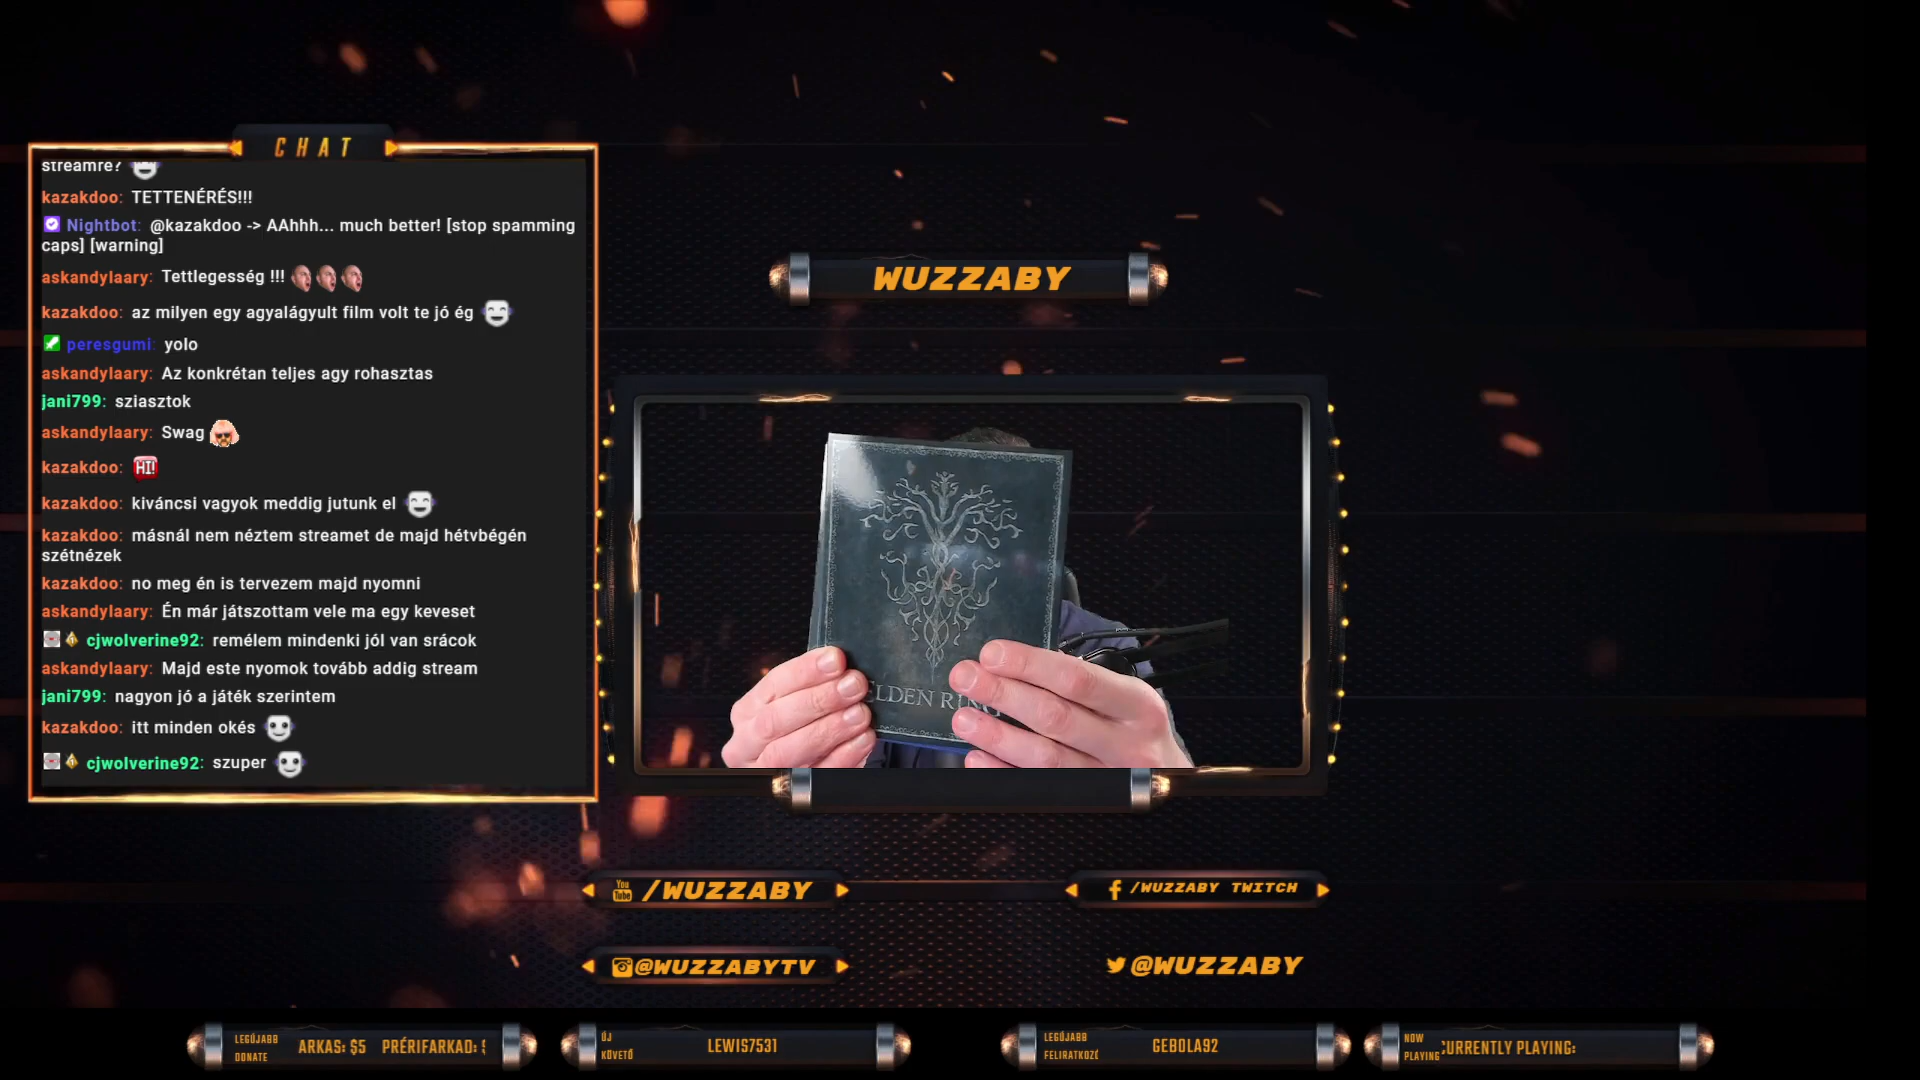 CHAT
streamre?
kazakdoo: TETTENÉRÉS!!!
Nightbot: @kazakdoo -> AAhhh... much better! [stop spamming
caps] [warning]
askandylaary: Tettlegesség !!!
kazakdoo: az milyen egy agyalágyult film volt te jó ég
peresgumi: yolo
askandylaary: Az konkrétan teljes agy rohasztas
jani799: sziasztok
askandylaary: Swag
kazakdoo: HI!
kazakdoo: kiváncsi vagyok meddig jutunk el
kazakdoo: másnál nem néztem streamet de majd hétvbégén
szétnézek
kazakdoo: no meg én is tervezem majd nyomni
askandylaary: Én már játszottam vele ma egy keveset
cjwolverine92: remélem mindenki jól van srácok
askandylaary: Majd este nyomok tovább addig stream
jani799: nagyon jó a játék szerintem
kazakdoo: itt minden okés
cjwolverine92: szuper
WUZZABY
ELDEN RING
You
Tube
/WUZZABY
/WUZZABY TWITCH
@WUZZABYTV
@WUZZABY
LEGÚJABB
DONATE
ARKAS: $5 PRÉRIFARKAD:
ÚJ
KÖVETŐ
LEWIS7531
LEGÚJABB
FELIRATKOZÓ
GEBOLA92
NOW
PLAYING
CURRENTLY PLAYING: